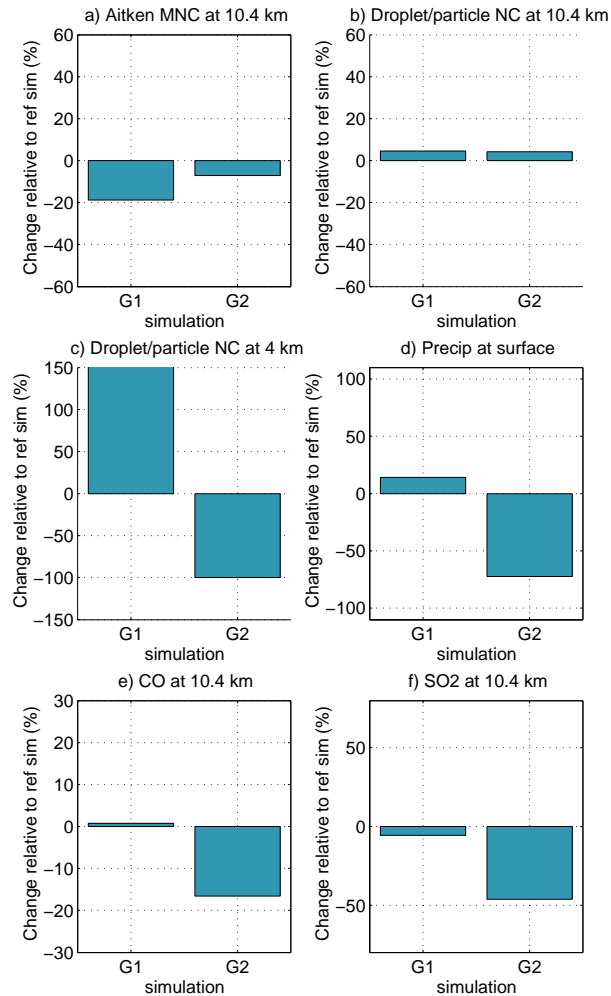 a) Aitken MNC at 10.4 km
b) Droplet/particle NC at 10.4 km
Change relative to ref sim (%)
60
40
20
0
−20
−40
−60
G1
G2
simulation
Change relative to ref sim (%)
60
40
20
0
−20
−40
−60
G1
G2
simulation
c) Droplet/particle NC at 4 km
d) Precip at surface
Change relative to ref sim (%)
150
100
50
0
−50
−100
−150
G1
G2
simulation
Change relative to ref sim (%)
100
50
0
−50
−100
G1
G2
simulation
e) CO at 10.4 km
f) SO2 at 10.4 km
Change relative to ref sim (%)
30
20
10
0
−10
−20
−30
G1
G2
simulation
Change relative to ref sim (%)
50
0
−50
G1
G2
simulation